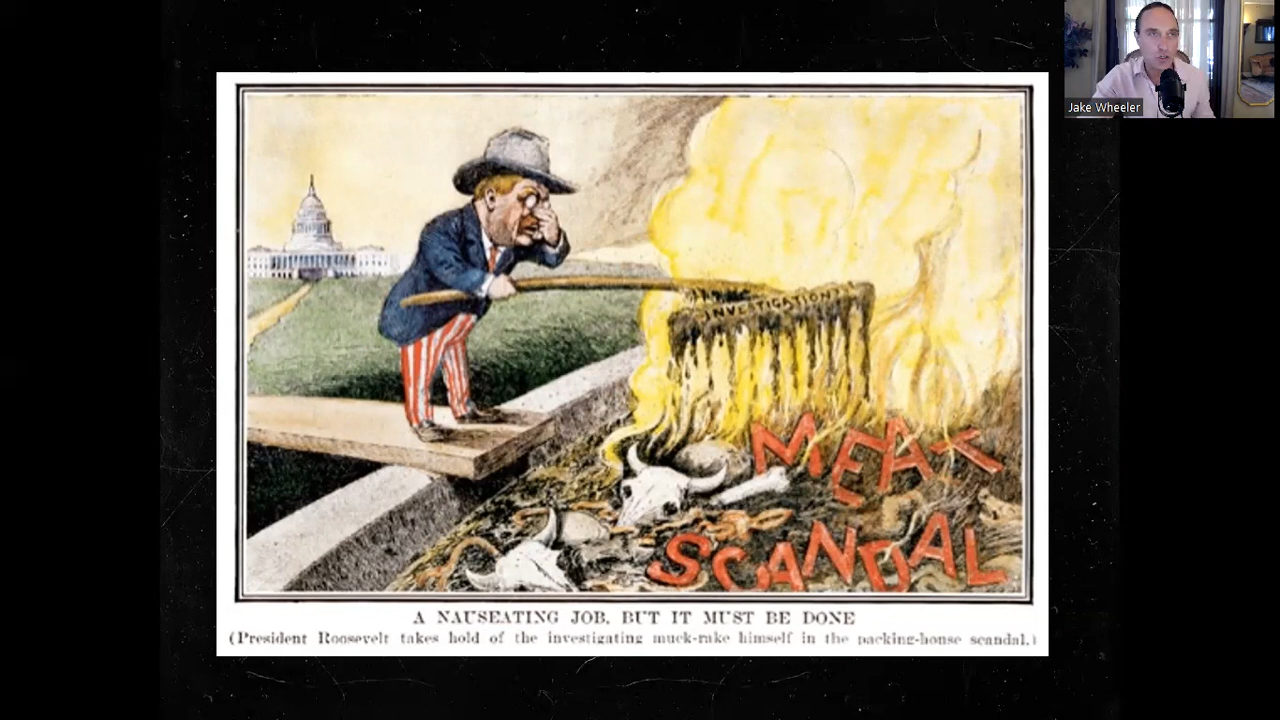 Jake Wheeler
INVESTIGATION
MEAT
SCANDAL
A NAUSEATING JOB, BUT IT MUST BE DONE
(President Roosevelt takes hold of the investigating muck-rake himself in the packing-house scandal.)